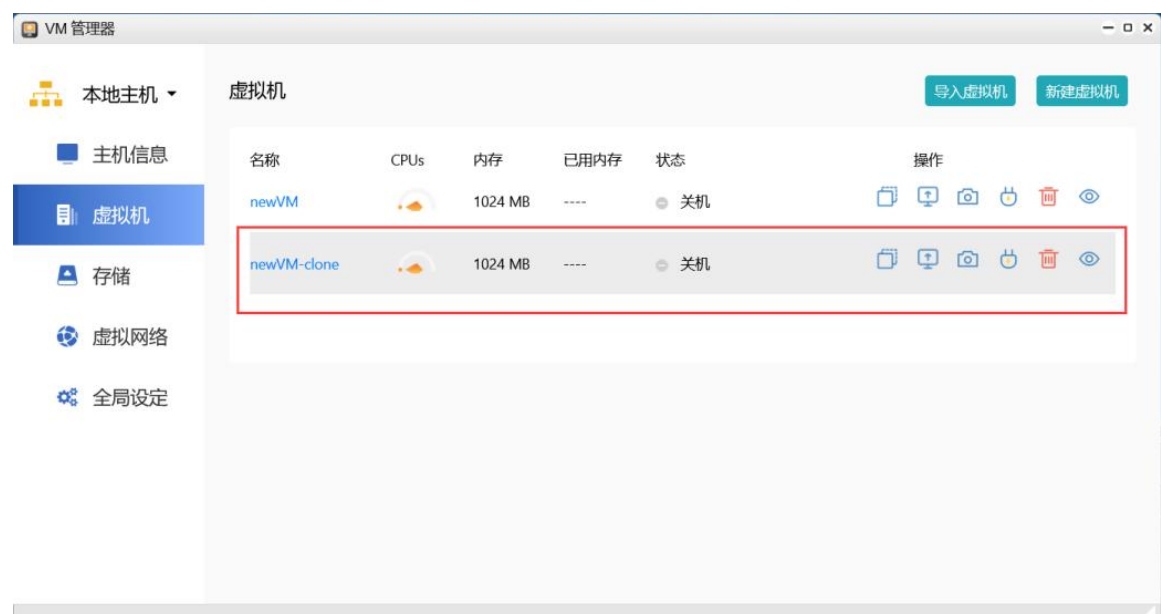 VM 管理器
本地主机
主机信息
虚拟机
存储
虚拟网络
全局设定
虚拟机
导入虚拟机 新建虚拟机
名称 CPUs 内存 已用内存 状态 操作
newVM 1024 MB ---- 关机
newVM-clone 1024 MB ---- 关机